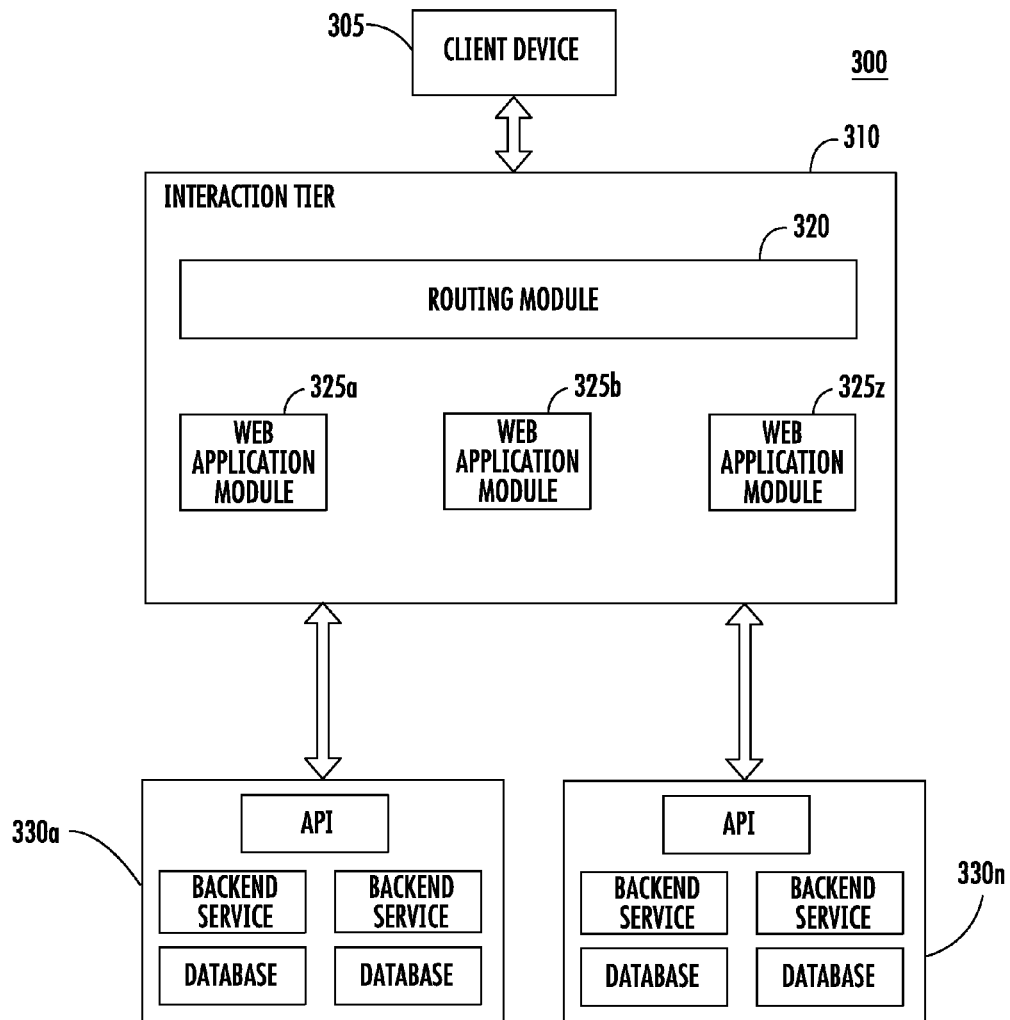 305
CLIENT DEVICE
300
310
INTERACTION TIER
320
ROUTING MODULE
325a
325b
325z
WEB
APPLICATION
MODULE
WEB
APPLICATION
MODULE
WEB
APPLICATION
MODULE
330a
API
BACKEND
SERVICE
BACKEND
SERVICE
DATABASE
DATABASE
API
330n
BACKEND
SERVICE
BACKEND
SERVICE
DATABASE
DATABASE